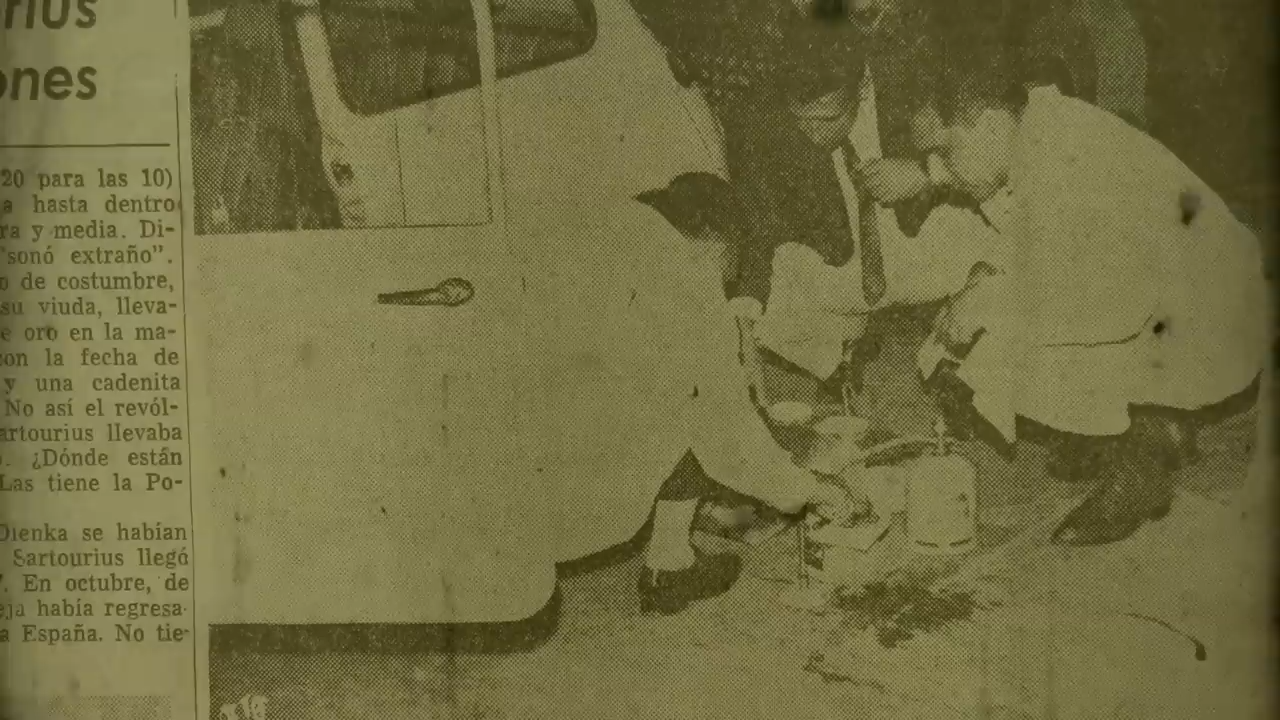 ones
20 para las 10)
a hasta dentro
ra y media. Di-
"sonó extraño".
o de costumbre,
su viuda, lleva-
e oro en la ma-
con la fecha de
y una cadenita
No así el revól-
artourius llevaba
. ¿Dónde están
Las tiene la Po-
Dienka se habían
Sartourius llegó
7. En octubre, de
eja había regresa-
a España. No tie-